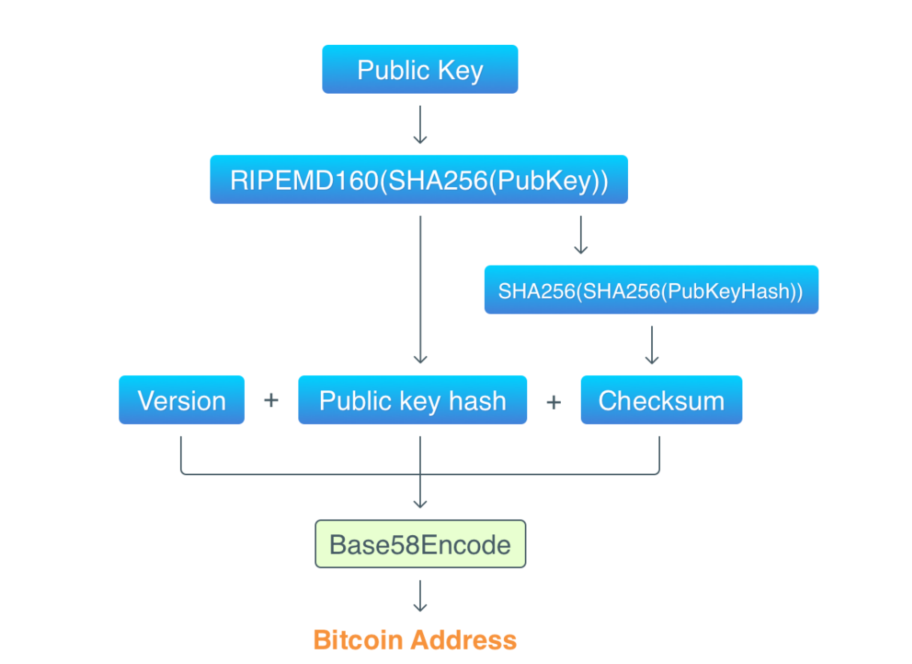 Public Key
RIPEMD160(SHA256(PubKey))
SHA256(SHA256(PubKeyHash))
Version + Public key hash + Checksum
Base58Encode
Bitcoin Address